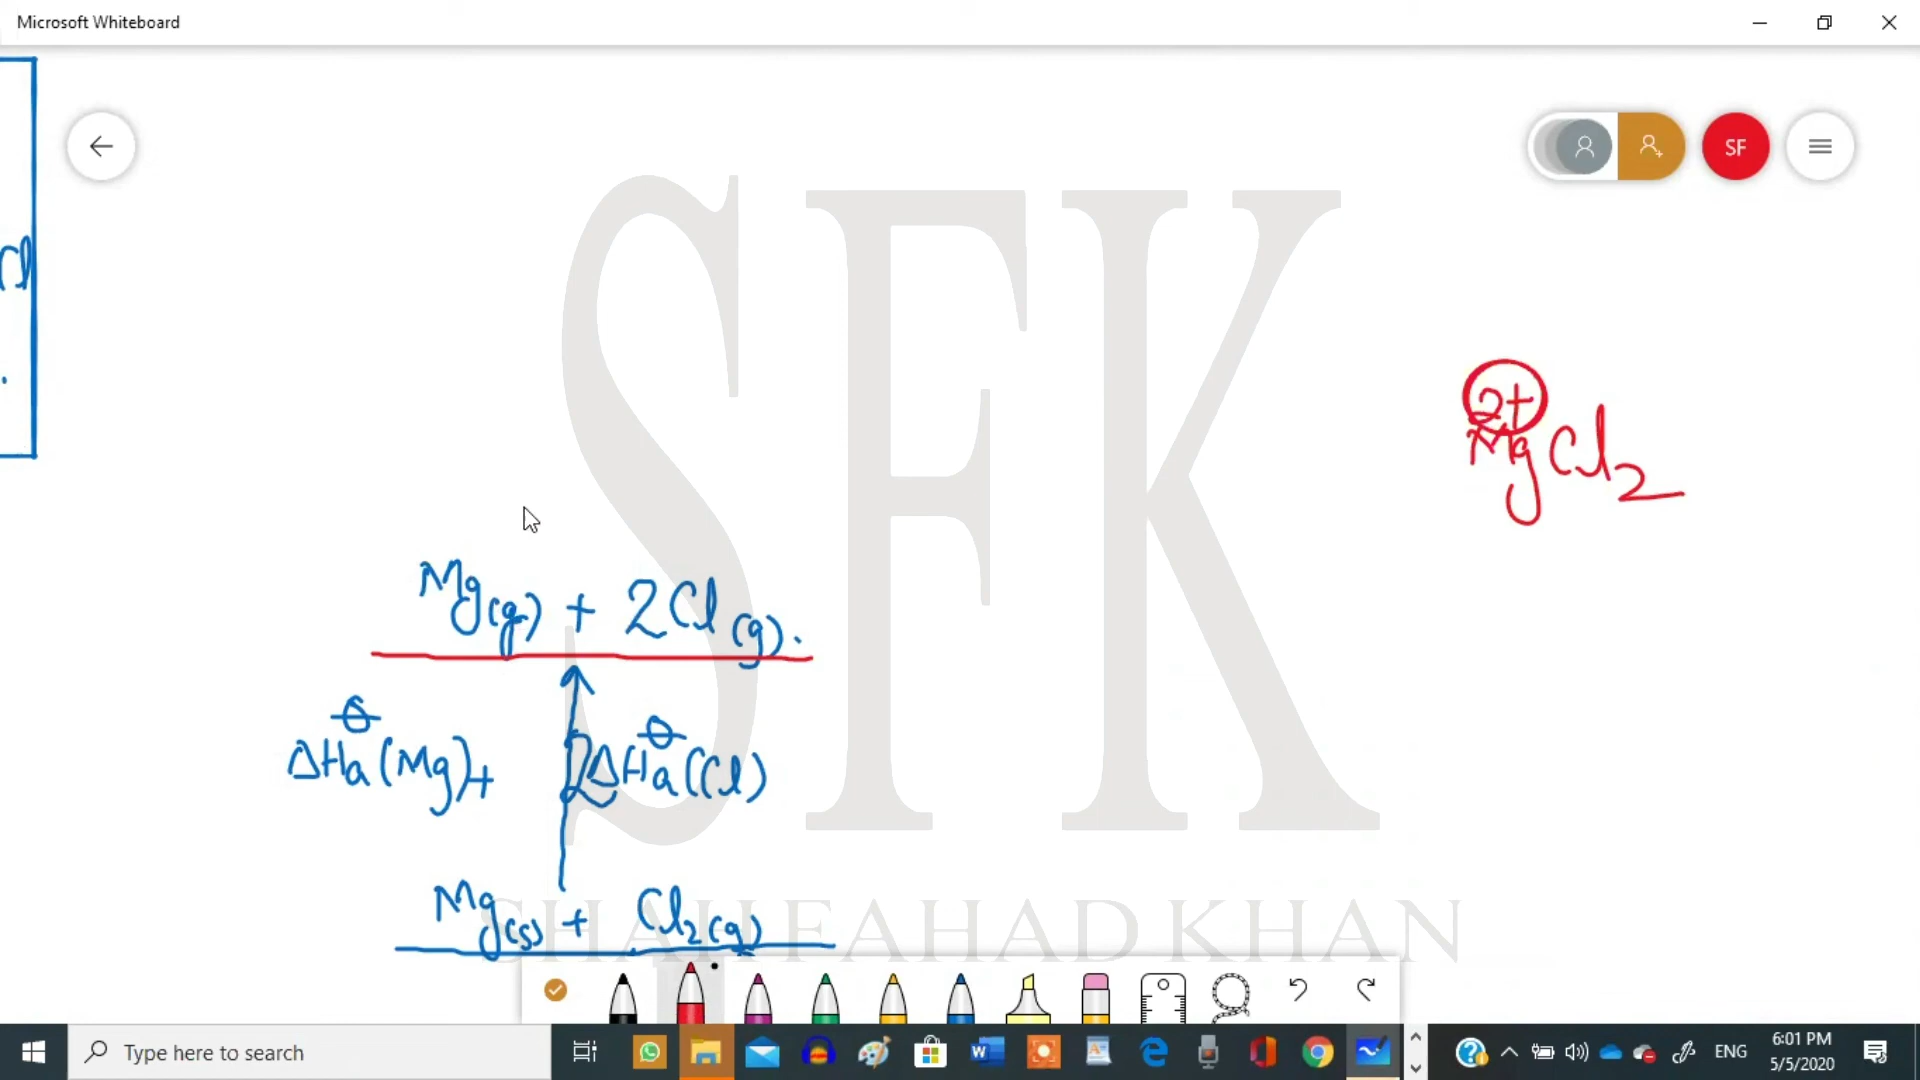 Microsoft Whiteboard
Cl
SF
SFK
2+
MgCl₂
Mg(g) + 2Cl(g).
ΔHa⦵(Mg)+ 2ΔHa⦵(Cl)
Mg(s) + Cl₂(g)
SHAH FAHAD KHAN
Type here to search
ENG
6:01 PM
5/5/2020